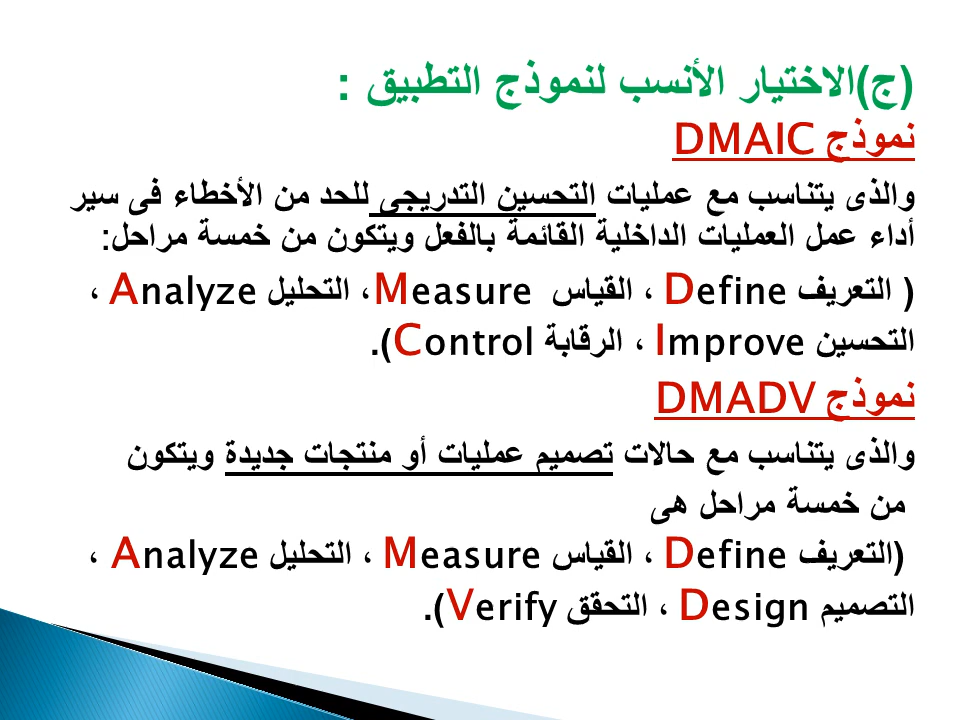 (ج)الاختيار الأنسب لنموذج التطبيق :
نموذج DMAIC
والذى يتناسب مع عمليات التحسين التدريجى للحد من الأخطاء فى سير
أداء عمل العمليات الداخلية القائمة بالفعل ويتكون من خمسة مراحل:
( التعريف Define ، القياس Measure، التحليل Analyze ،
التحسين Improve ، الرقابة Control).
نموذج DMADV
والذى يتناسب مع حالات تصميم عمليات أو منتجات جديدة ويتكون
من خمسة مراحل هى
(التعريف Define ، القياس Measure ، التحليل Analyze ،
التصميم Design ، التحقق Verify).